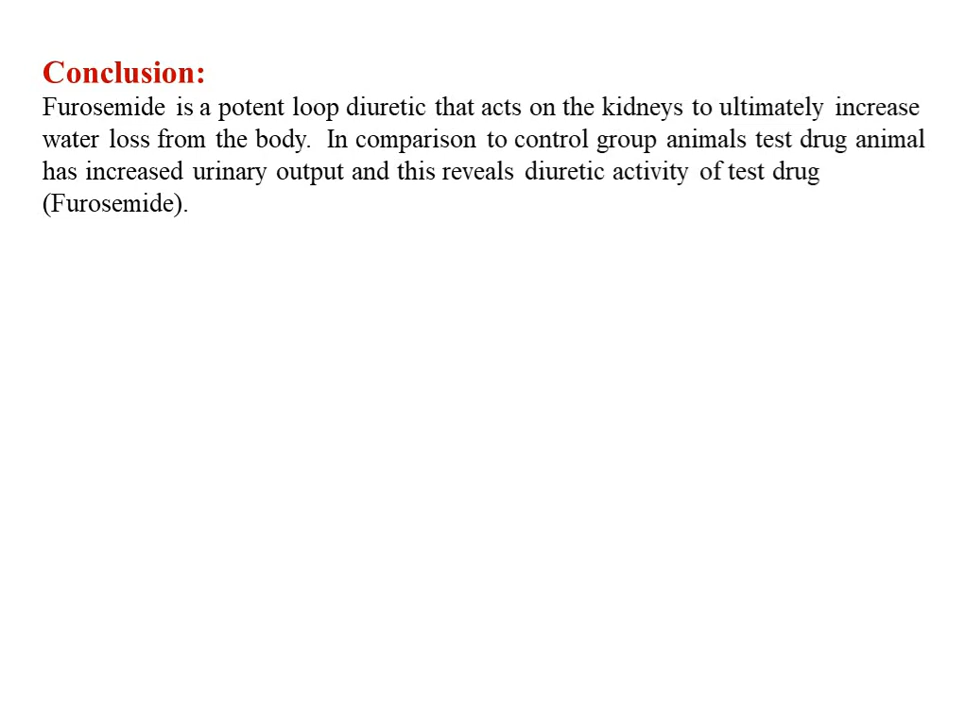 Conclusion:
Furosemide is a potent loop diuretic that acts on the kidneys to ultimately increase
water loss from the body.  In comparison to control group animals test drug animal
has increased urinary output and this reveals diuretic activity of test drug
(Furosemide).